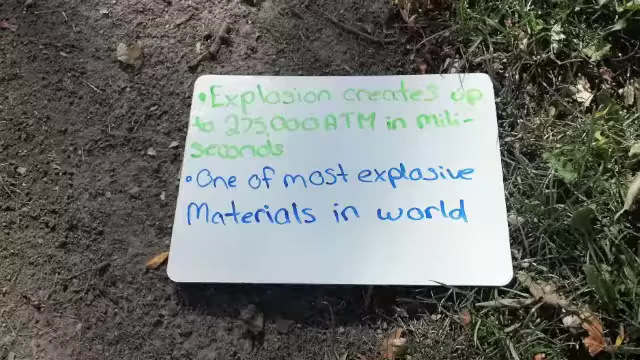 •Explosion creates up
to 275,000 ATM in mili-
seconds
•One of most explosive
Materials in world